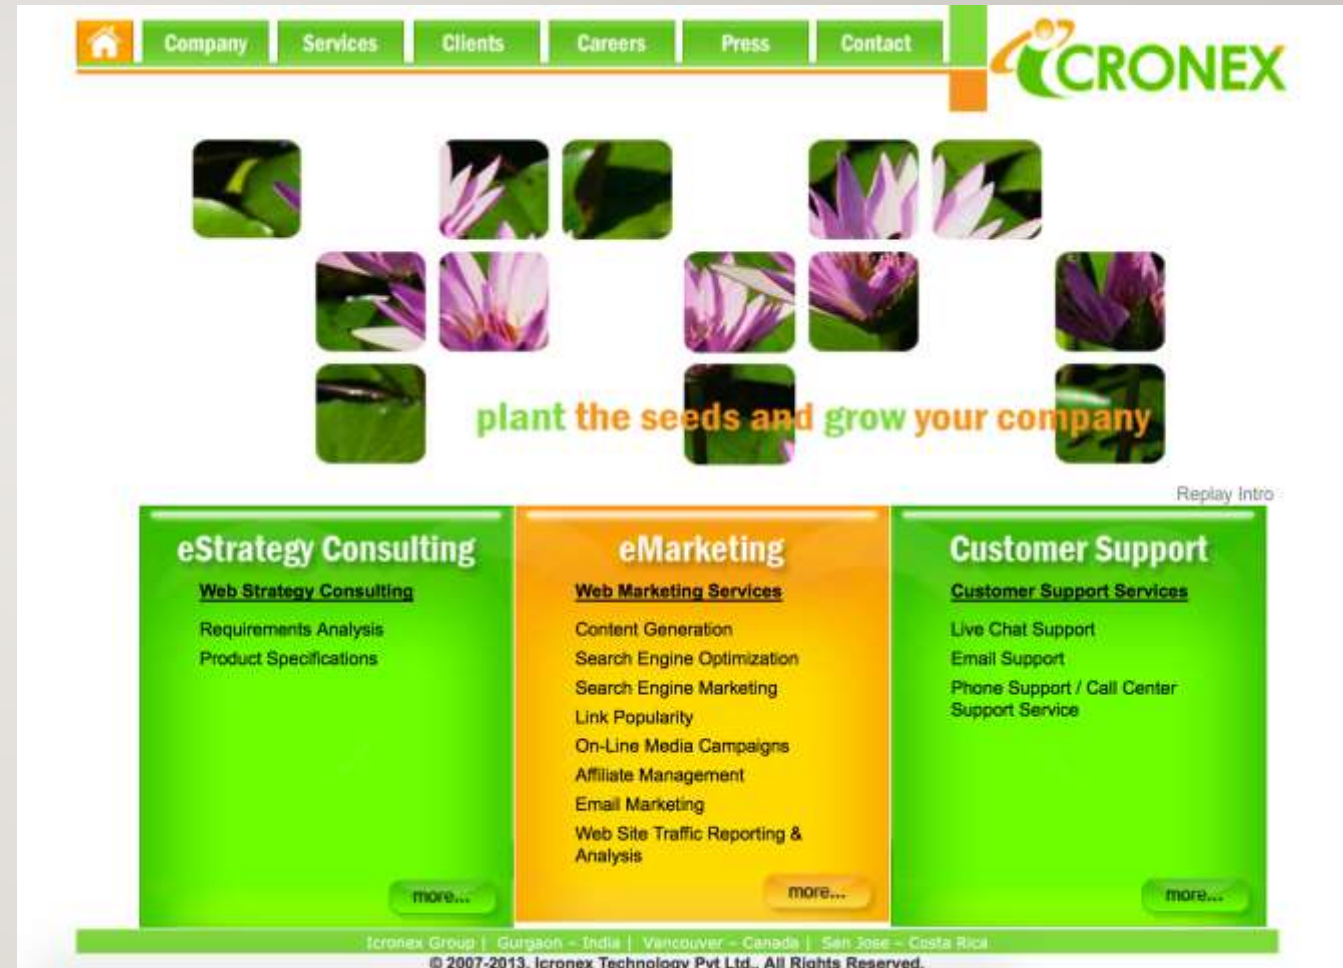 Company Services Clients Careers Press Contact
iCRONEX
plant the seeds and grow your company
Replay Intro
eStrategy Consulting
Web Strategy Consulting
Requirements Analysis
Product Specifications
more...
eMarketing
Web Marketing Services
Content Generation
Search Engine Optimization
Search Engine Marketing
Link Popularity
On-Line Media Campaigns
Affiliate Management
Email Marketing
Web Site Traffic Reporting &
Analysis
more...
Customer Support
Customer Support Services
Live Chat Support
Email Support
Phone Support / Call Center
Support Service
more...
Icronex Group | Gurgaon – India | Vancouver – Canada | San Jose – Costa Rica
© 2007-2013, Icronex Technology Pvt Ltd., All Rights Reserved.